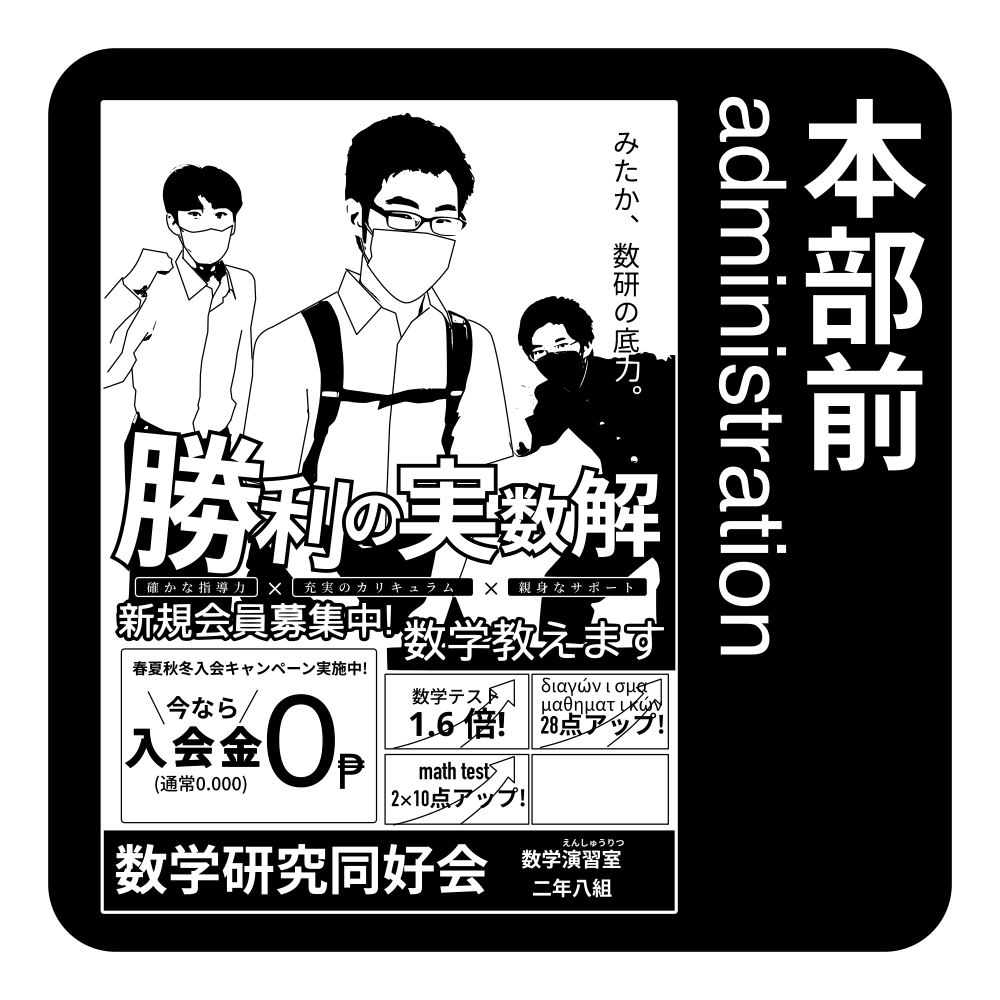 本部前
administration
みたか、数研の底力。
勝利の実数解
確かな指導力 × 充実のカリキュラム × 親身なサポート
新規会員募集中!
春夏秋冬入会キャンペーン実施中!
今なら
入会金0₱
(通常0.000)
数学教えます
数学テスト
1.6 倍!
διαγών ι σμα
μαθηματ ι κών
28点アップ!
math test
2×10点アップ!
数学研究同好会
えんしゅうりつ
数学演習室
二年八組